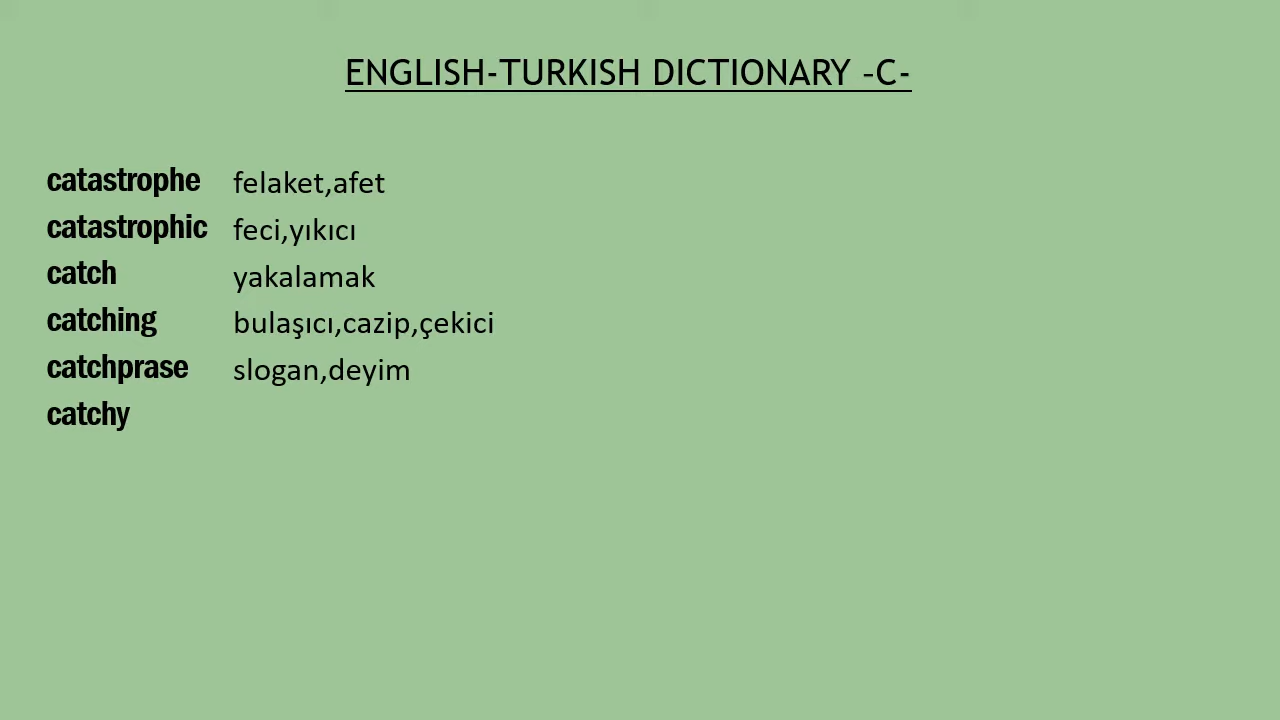 ENGLISH-TURKISH DICTIONARY –C-
catastrophe felaket,afet
catastrophic feci,yıkıcı
catch yakalamak
catching bulaşıcı,cazip,çekici
catchprase slogan,deyim
catchy